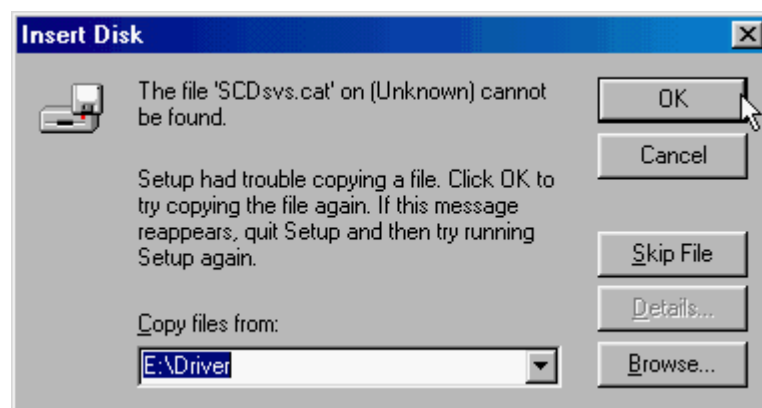 Insert Disk
The file 'SCDsvs.cat' on (Unknown) cannot
be found.
OK
Cancel
Setup had trouble copying a file. Click OK to
try copying the file again. If this message
reappears, quit Setup and then try running
Setup again.
Skip File
Details...
Copy files from:
E:\Driver
Browse...